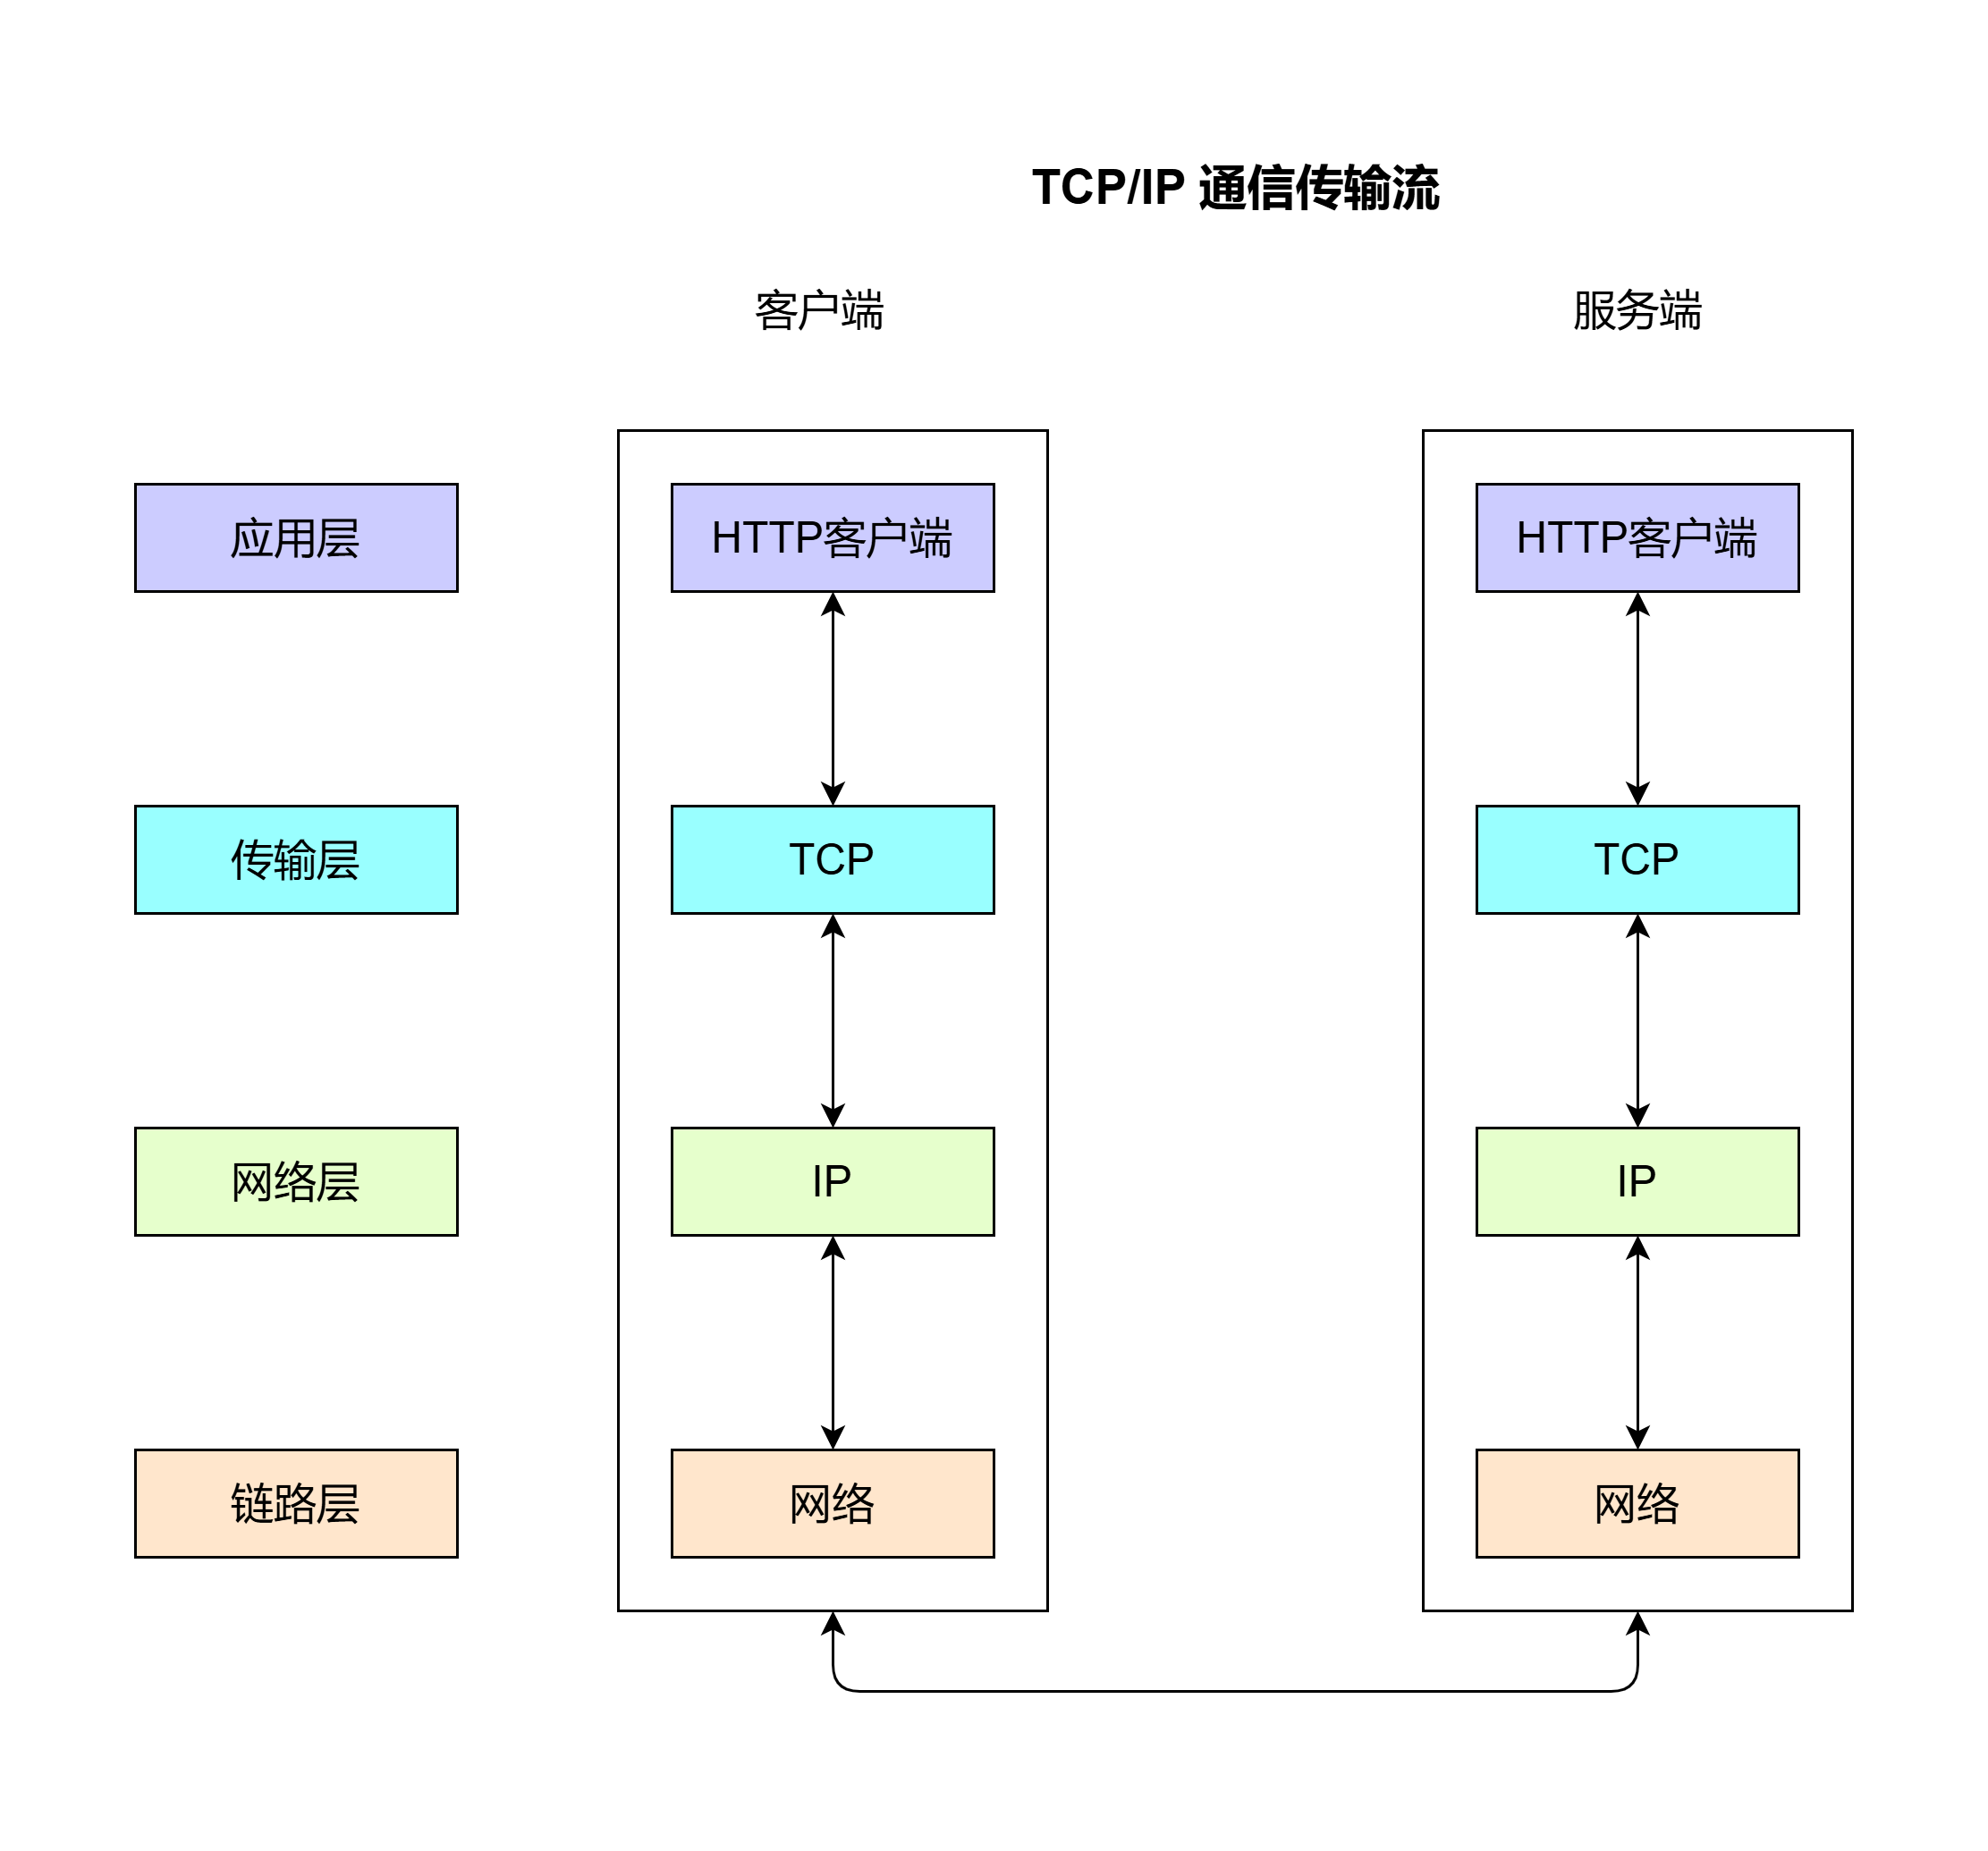 TCP/IP 通信传输流
客户端
服务端
应用层
HTTP客户端
HTTP客户端
传输层
TCP
TCP
网络层
IP
IP
链路层
网络
网络